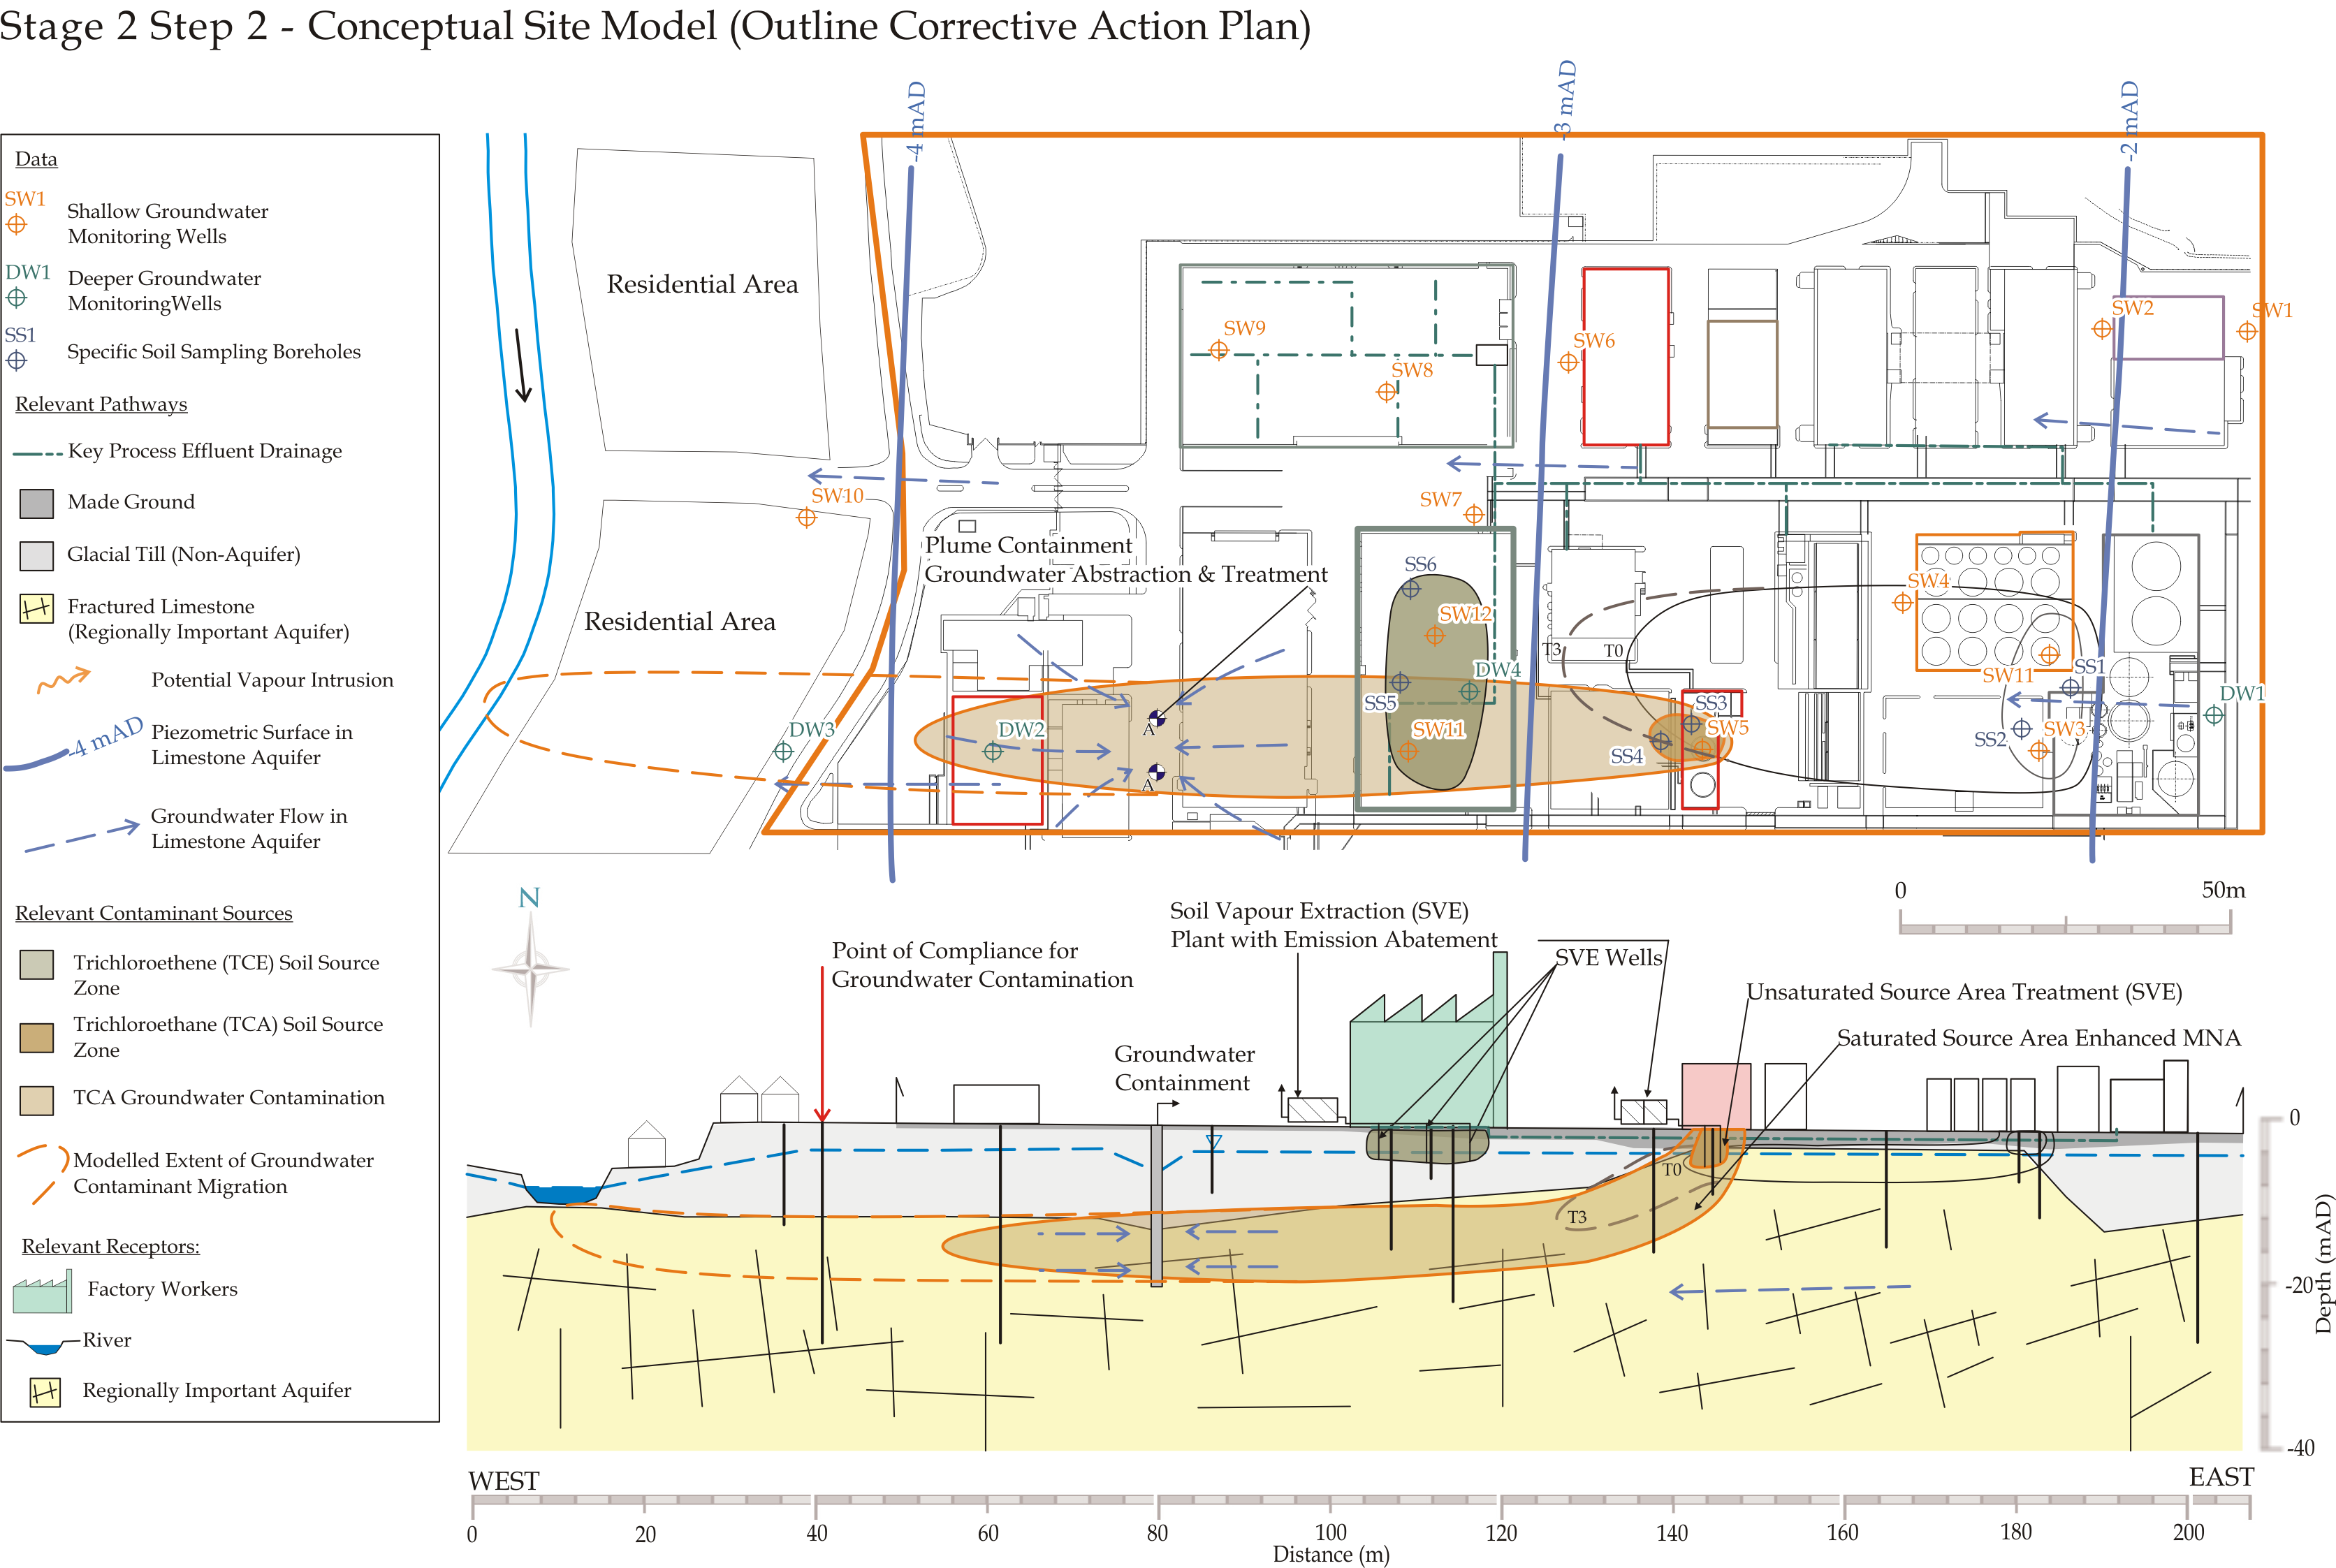 Stage 2 Step 2 - Conceptual Site Model (Outline Corrective Action Plan)
Data
SW1
Shallow Groundwater
Monitoring Wells
DW1
Deeper Groundwater
MonitoringWells
SS1
Specific Soil Sampling Boreholes
Relevant Pathways
Key Process Effluent Drainage
Made Ground
Glacial Till (Non-Aquifer)
Fractured Limestone
(Regionally Important Aquifer)
Potential Vapour Intrusion
-4 mAD
Piezometric Surface in
Limestone Aquifer
Groundwater Flow in
Limestone Aquifer
Relevant Contaminant Sources
Trichloroethene (TCE) Soil Source
Zone
Trichloroethane (TCA) Soil Source
Zone
TCA Groundwater Contamination
Modelled Extent of Groundwater
Contaminant Migration
Relevant Receptors:
Factory Workers
River
Regionally Important Aquifer
-4 mAD
-3 mAD
-2 mAD
Residential Area
Residential Area
SW9
SW8
SW6
SW2
SW1
SW10
SW7
Plume Containment
Groundwater Abstraction & Treatment
SS6
SW12
DW4
SS5
SW11
T3
T0
SW4
SW11
SS1
DW1
SS3
SW5
SS4
SS2
SW3
DW3
DW2
A
A
0
50m
N
Soil Vapour Extraction (SVE)
Plant with Emission Abatement
SVE Wells
Point of Compliance for
Groundwater Contamination
Unsaturated Source Area Treatment (SVE)
Saturated Source Area Enhanced MNA
Groundwater
Containment
T0
T3
0
-20
-40
Depth (mAD)
WEST
EAST
0
20
40
60
80
100
120
140
160
180
200
Distance (m)